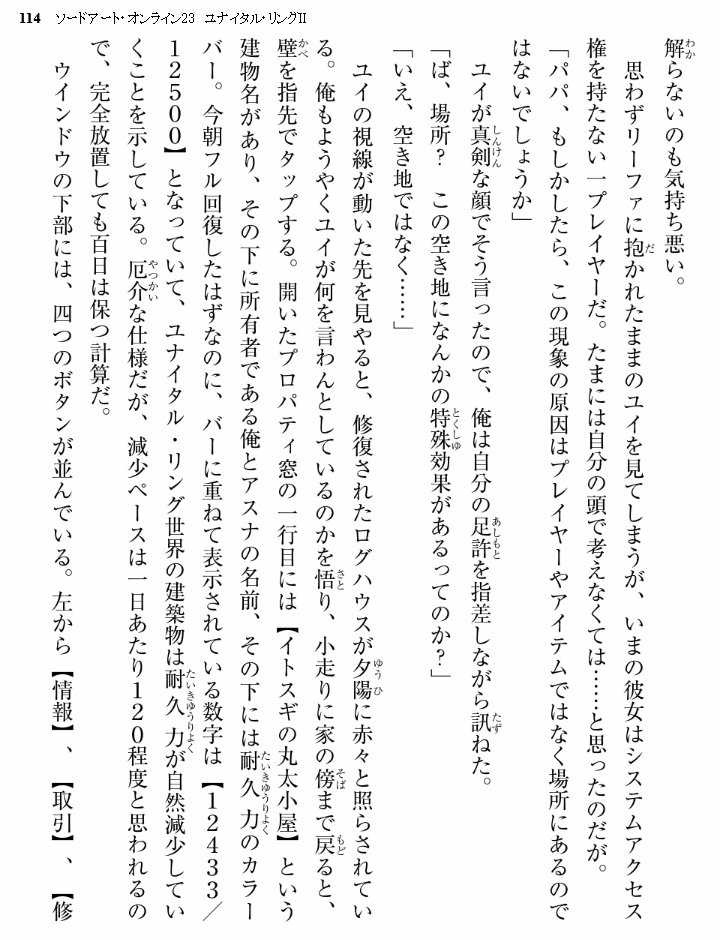 114 ソードアート・オンライン23 ユナイタル・リングII
解らないのも気持ち悪い。
思わずリーファに抱かれたままのユイを見てしまうが、いまの彼女はシステムアクセス
権を持たない一プレイヤーだ。たまには自分の頭で考えなくては……と思ったのだが。
「パパ、もしかしたら、この現象の原因はプレイヤーやアイテムではなく場所にあるので
はないでしょうか」
ユイが真剣な顔でそう言ったので、俺は自分の足許を指差しながら訊ねた。
「ば、場所？　この空き地になんかの特殊効果があるってのか？」
「いえ、空き地ではなく……」
ユイの視線が動いた先を見やると、修復されたログハウスが夕陽に赤々と照らされてい
る。俺もようやくユイが何を言わんとしているのかを悟り、小走りに家の傍まで戻ると、
壁を指先でタップする。開いたプロパティ窓の一行目には【イトスギの丸太小屋】という
建物名があり、その下に所有者である俺とアスナの名前、その下には耐久力のカラー
バー。今朝フル回復したはずなのに、バーに重ねて表示されている数字は【12433／
12500】となっていて、ユナイタル・リング世界の建築物は耐久力が自然減少してい
くことを示している。厄介な仕様だが、減少ペースは一日あたり120程度と思われるの
で、完全放置しても百日は保つ計算だ。
ウインドウの下部には、四つのボタンが並んでいる。左から【情報】、【取引】、【修